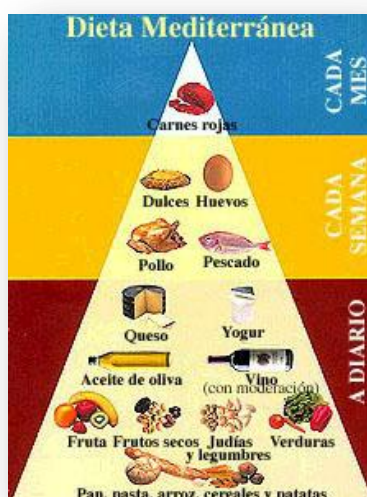 Dieta Mediterránea
CADA
MES
Carnes rojas
CADA
SEMANA
Dulces Huevos
Pollo Pescado
A DIARIO
Queso Yogur
Aceite de oliva Vino
(con moderación)
Fruta Frutos secos Judías Verduras
y legumbres
Pan, pasta, arroz, cereales y patatas